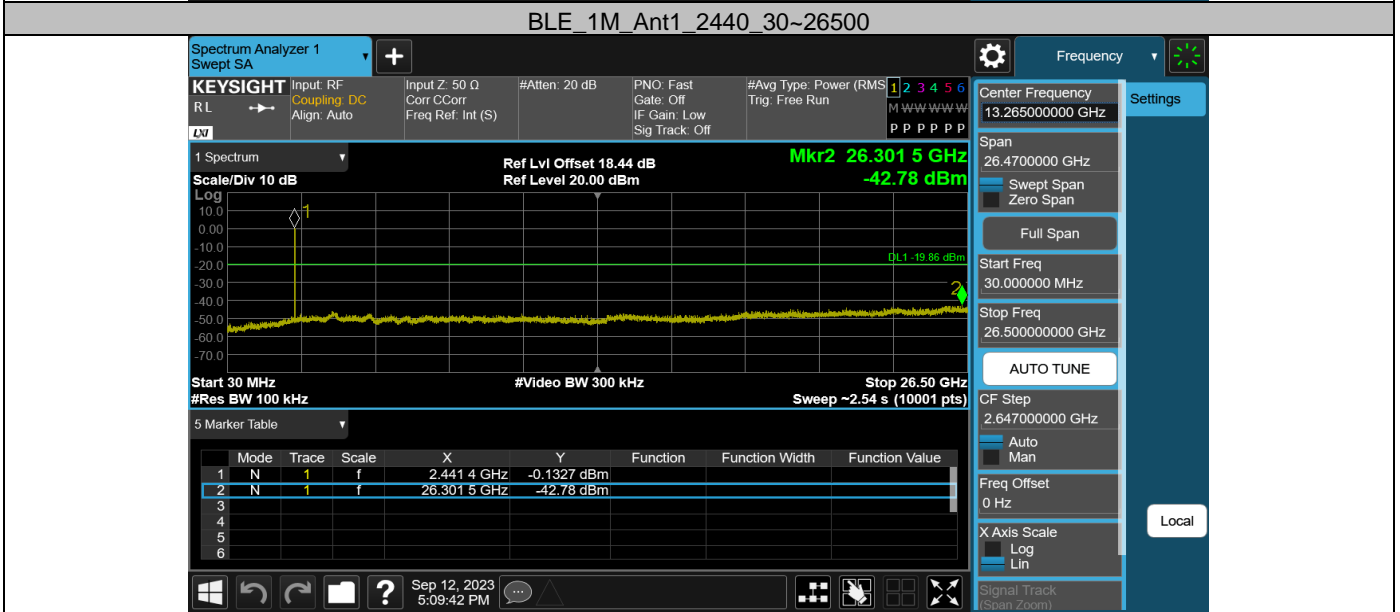 BLE_1M_Ant1_2440_30~26500
Spectrum Analyzer 1
Swept SA
Frequency
KEYSIGHT
R L
LXI
Input: RF
Coupling: DC
Align: Auto
Input Z: 50 Ω
Corr CCorr
Freq Ref: Int (S)
#Atten: 20 dB
PNO: Fast
Gate: Off
IF Gain: Low
Sig Track: Off
#Avg Type: Power (RMS
Trig: Free Run
1 2 3 4 5 6
M W W W W W
P P P P P P
1 Spectrum
Scale/Div 10 dB
Ref Lvl Offset 18.44 dB
Ref Level 20.00 dBm
Mkr2 26.301 5 GHz
-42.78 dBm
Log
10.0
0.00
-10.0
-20.0
-30.0
-40.0
-50.0
-60.0
-70.0
1
DL1 -19.86 dBm
2
Start 30 MHz
#Video BW 300 kHz
Stop 26.50 GHz
#Res BW 100 kHz
Sweep ~2.54 s (10001 pts)
5 Marker Table
Mode Trace Scale X Y Function Function Width Function Value
1 N 1 f 2.441 4 GHz -0.1327 dBm
2 N 1 f 26.301 5 GHz -42.78 dBm
3
4
5
6
Center Frequency
13.265000000 GHz
Settings
Span
26.4700000 GHz
Swept Span
Zero Span
Full Span
Start Freq
30.000000 MHz
Stop Freq
26.500000000 GHz
AUTO TUNE
CF Step
2.647000000 GHz
Auto
Man
Freq Offset
0 Hz
X Axis Scale
Log
Lin
Signal Track
(Span Zoom)
Local
?
Sep 12, 2023
5:09:42 PM